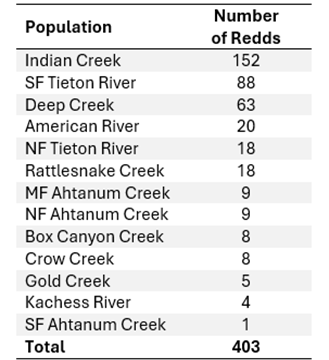 Population Number of Redds
Indian Creek 152
SF Tieton River 88
Deep Creek 63
American River 20
NF Tieton River 18
Rattlesnake Creek 18
MF Ahtanum Creek 9
NF Ahtanum Creek 9
Box Canyon Creek 8
Crow Creek 8
Gold Creek 5
Kachess River 4
SF Ahtanum Creek 1
Total 403